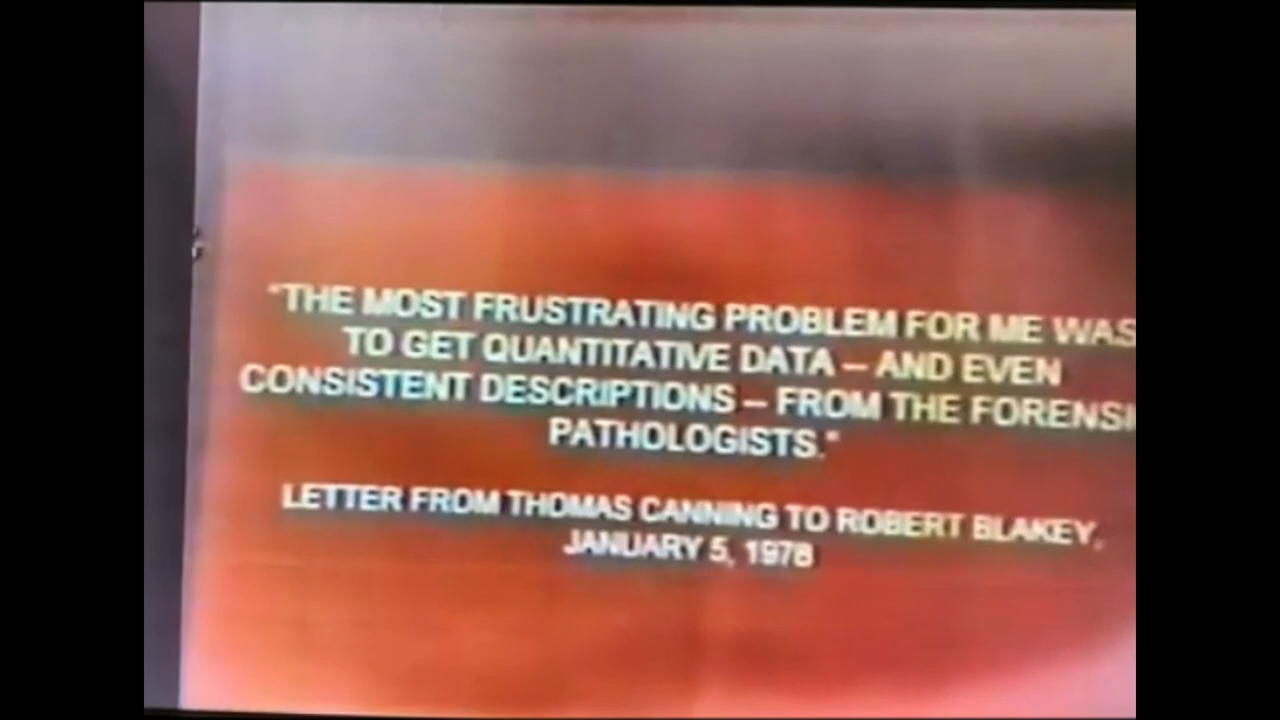 "THE MOST FRUSTRATING PROBLEM FOR ME WAS
TO GET QUANTITATIVE DATA – AND EVEN
CONSISTENT DESCRIPTIONS – FROM THE FORENSI
PATHOLOGISTS."
LETTER FROM THOMAS CANNING TO ROBERT BLAKEY,
JANUARY 5, 1978